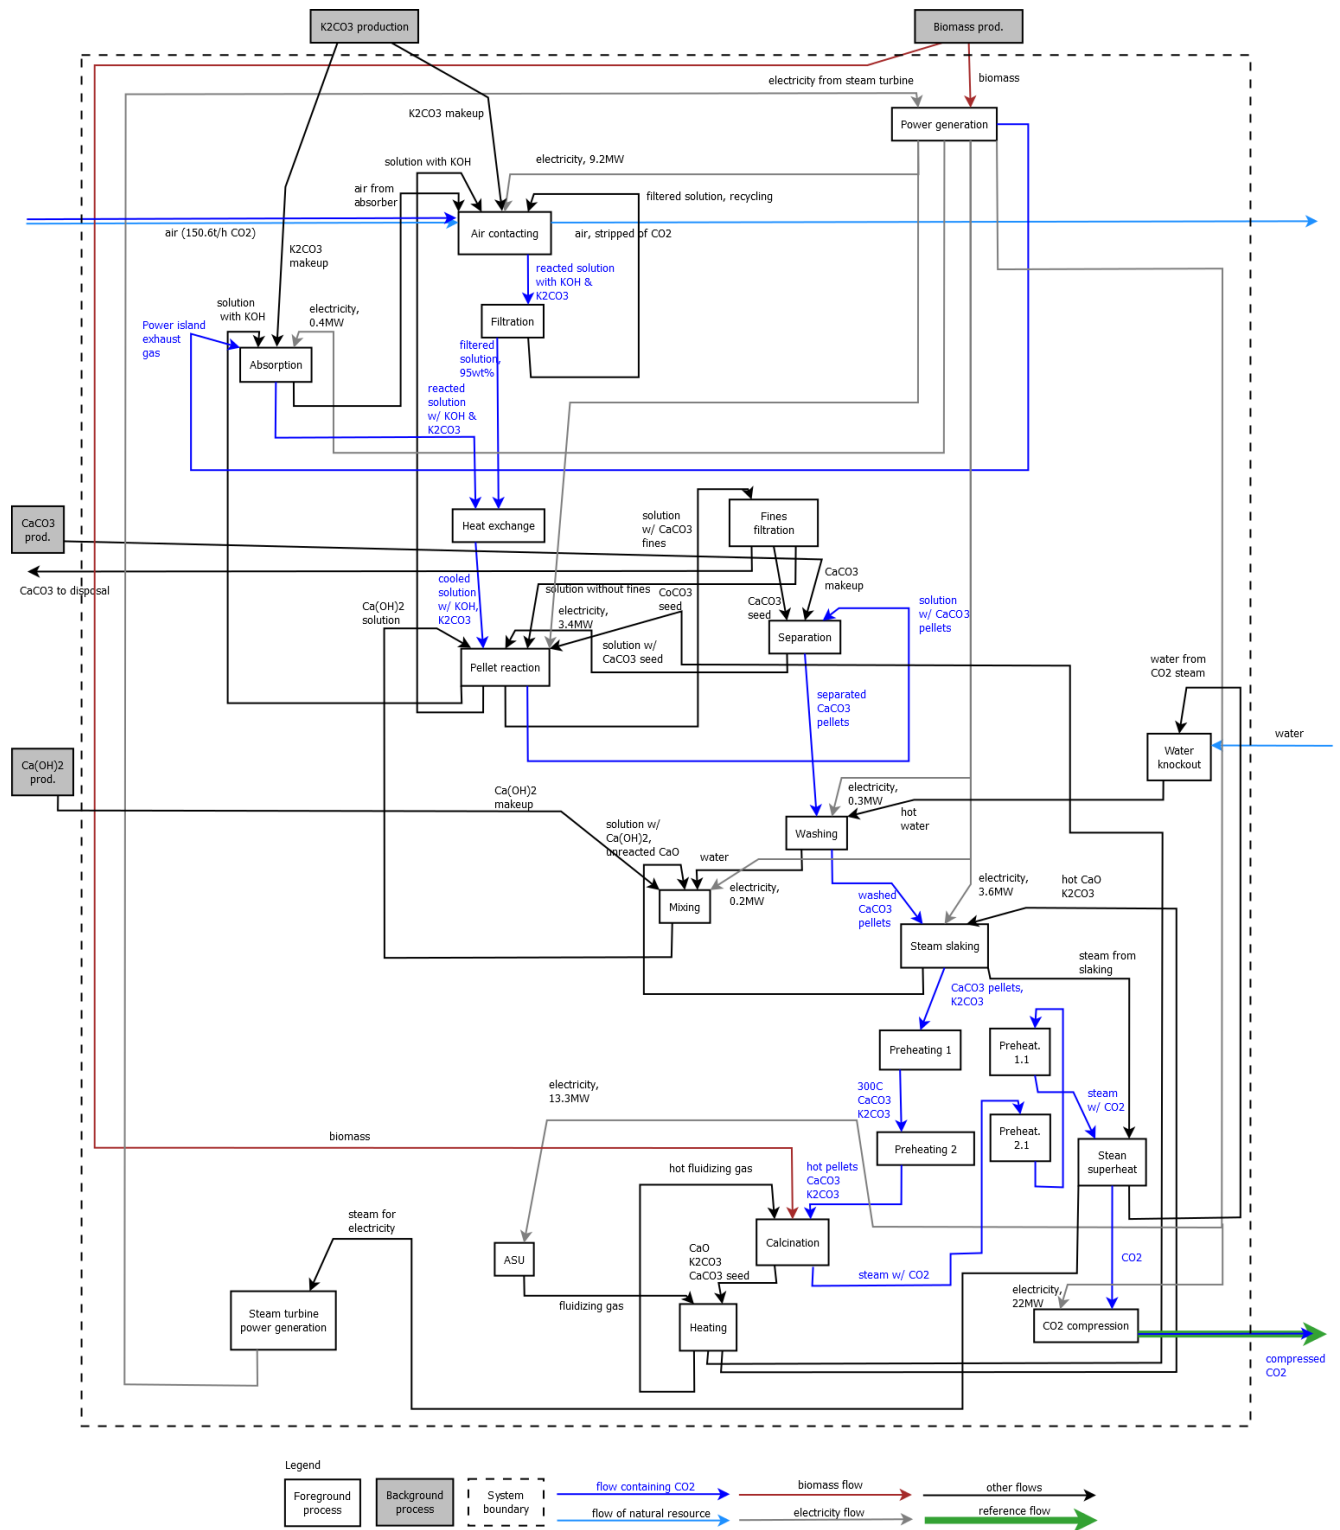 K2CO3 production
Biomass prod.
electricity from steam turbine
biomass
K2CO3 makeup
Power generation
solution with KOH
electricity, 9.2MW
air from
absorber
filtered solution, recycling
air (150.6t/h CO2)
Air contacting
air, stripped of CO2
K2CO3
makeup
reacted solution
with KOH &
K2CO3
solution
with KOH
electricity,
0.4MW
Power island
exhaust
gas
Filtration
filtered
solution,
95wt%
Absorption
reacted
solution
w/ KOH &
K2CO3
CaCO3
prod.
Heat exchange
solution
w/ CaCO3
fines
Fines
filtration
CaCO3 to disposal
cooled
solution
w/ KOH,
K2CO3
solution without fines
CaCO3
makeup
Ca(OH)2
solution
electricity,
3.4MW
CoCO3
seed
CaCO3
seed
solution
w/ CaCO3
pellets
Separation
solution w/
CaCO3 seed
Pellet reaction
water from
CO2 steam
separated
CaCO3
pellets
water
Water
knockout
Ca(OH)2
prod.
Ca(OH)2
makeup
electricity,
0.3MW
hot
water
solution w/
Ca(OH)2,
unreacted CaO
Washing
water
electricity,
0.2MW
washed
CaCO3
pellets
electricity,
3.6MW
hot CaO
K2CO3
Mixing
Steam slaking
steam from
slaking
CaCO3 pellets,
K2CO3
Preheating 1
Preheat.
1.1
electricity,
13.3MW
300C
CaCO3
K2CO3
steam
w/ CO2
biomass
Preheating 2
Preheat.
2.1
Stean
superheat
hot fluidizing gas
hot pellets
CaCO3
K2CO3
steam for
electricity
Calcination
ASU
CaO
K2CO3
CaCO3 seed
steam w/ CO2
CO2
fluidizing gas
electricity,
22MW
Steam turbine
power generation
Heating
CO2 compression
compressed
CO2
Legend
Foreground
process
Background
process
System
boundary
flow containing CO2
biomass flow
other flows
flow of natural resource
electricity flow
reference flow